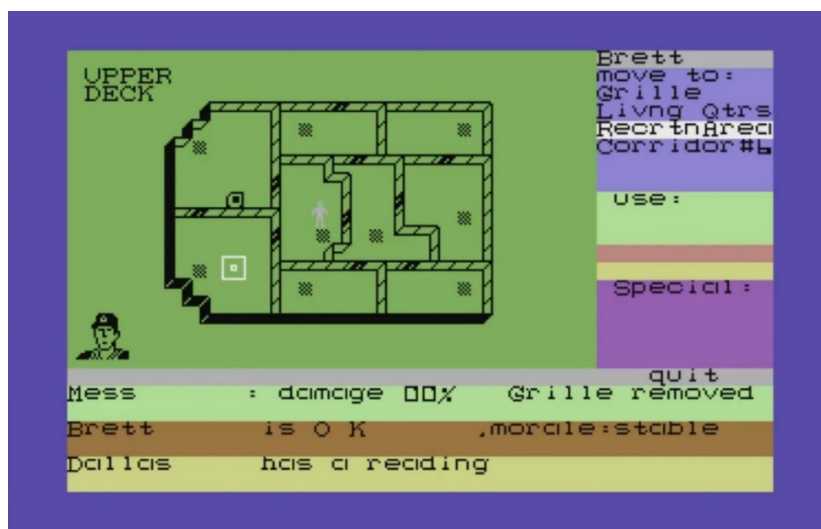 UPPER
DECK
Brett
move to:
Grille
Livng Qtrs
RecrtnArea
Corridor#6
use:
Special:
quit
Mess : damage 00% Grille removed
Brett is O K ,morale:stable
Dallas has a reading